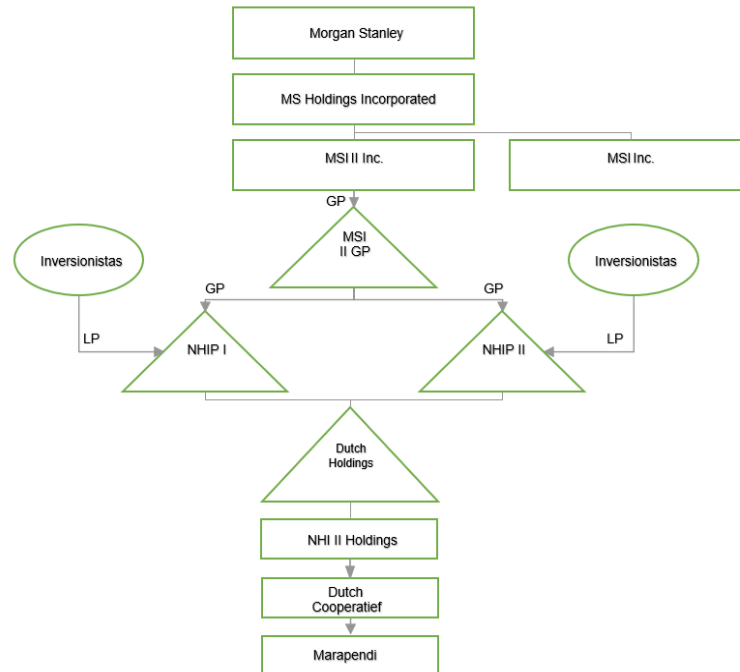 Morgan Stanley
MS Holdings Incorporated
MSI II Inc.
MSI Inc.
GP
MSI
II GP
Inversionistas
Inversionistas
GP
GP
LP
LP
NHIP I
NHIP II
Dutch
Holdings
NHI II Holdings
Dutch
Cooperatief
Marapendi